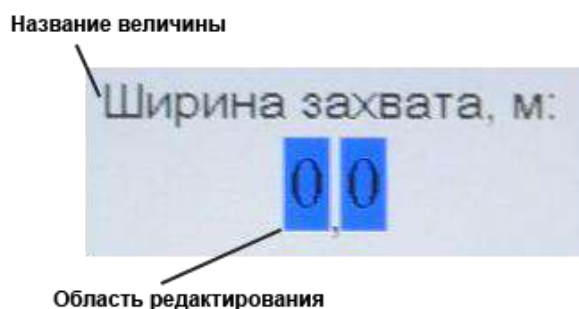 Название величины
Ширина захвата, м:
0,0
Область редактирования